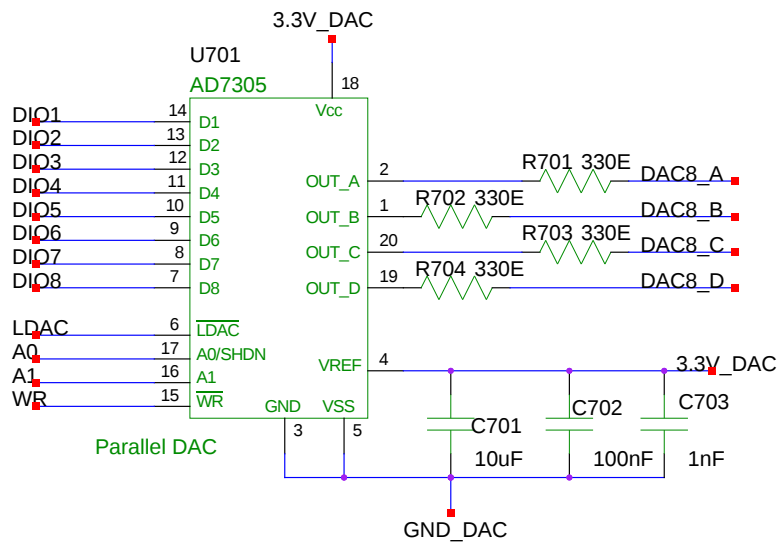 3.3V_DAC
U701
AD7305
18
Vcc
DIO1 14 D1
DIO2 13 D2
DIO3 12 D3
DIO4 11 D4
DIO5 10 D5
DIO6 9 D6
DIO7 8 D7
DIO8 7 D8
2 OUT_A R701 330E DAC8_A
1 OUT_B R702 330E DAC8_B
20 OUT_C R703 330E DAC8_C
19 OUT_D R704 330E DAC8_D
LDAC 6 LDAC
A0 17 A0/SHDN
A1 16 A1
WR 15 WR
VREF 4 3.3V_DAC
GND VSS
3 5
C701 C702 C703
10uF 100nF 1nF
Parallel DAC
GND_DAC